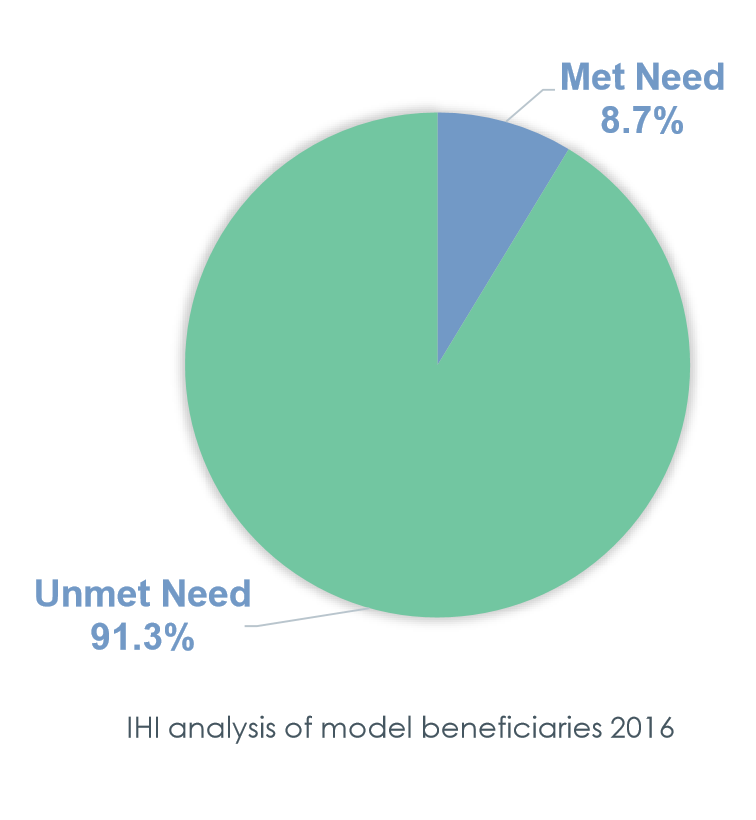 Met Need
8.7%
Unmet Need
91.3%
IHI analysis of model beneficiaries 2016